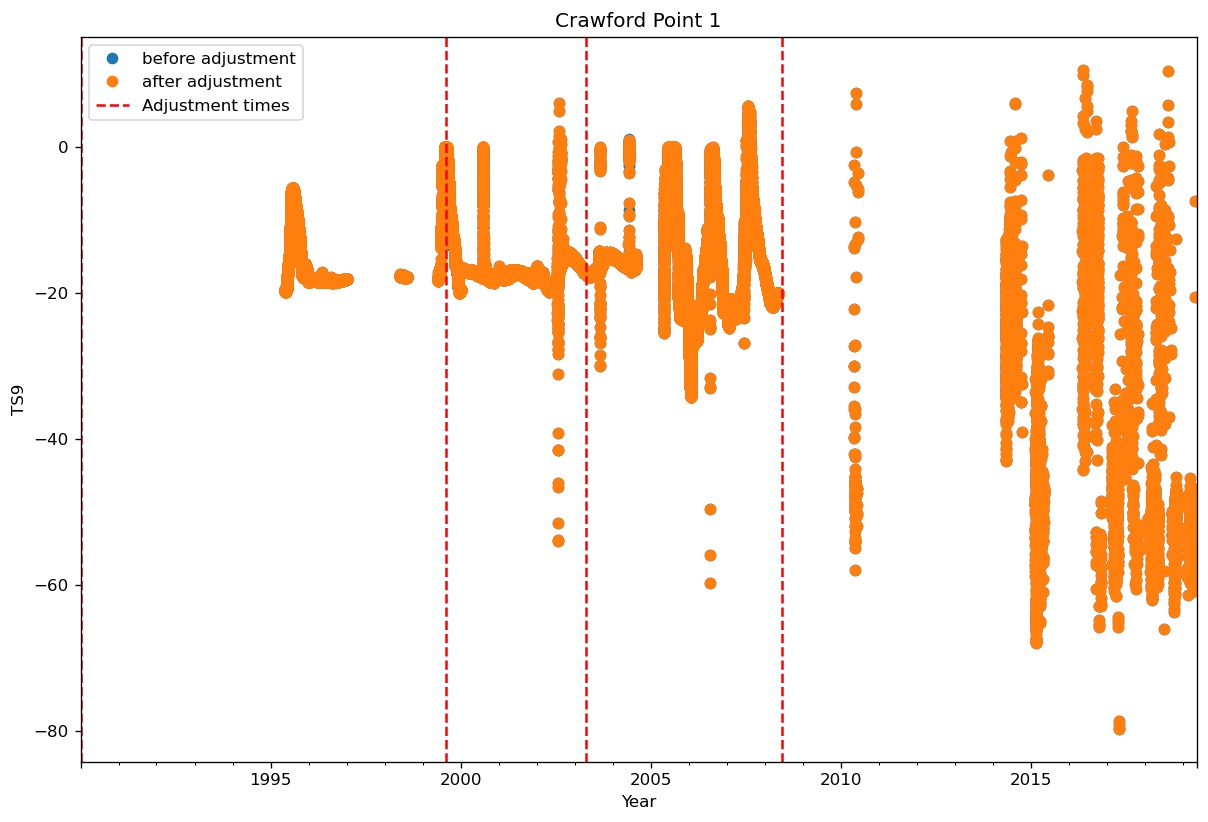 Crawford Point 1
before adjustment
after adjustment
Adjustment times
0
−20
−40
−60
−80
TS9
1995
2000
2005
2010
2015
Year